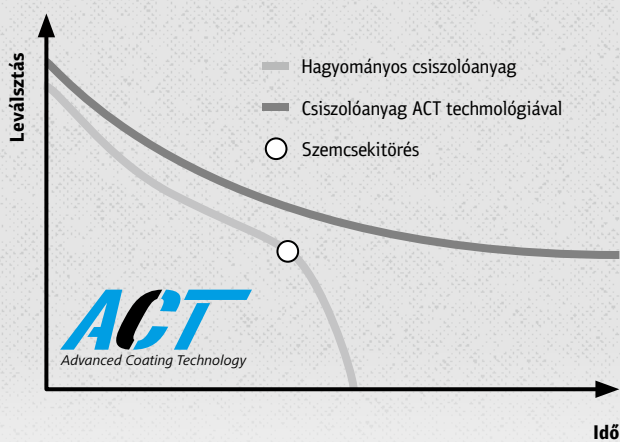 Leválsztás
Hagyományos csiszolóanyag
Csiszolóanyag ACT techmológiával
Szemcsekitörés
ACT
Advanced Coating Technology
Idő